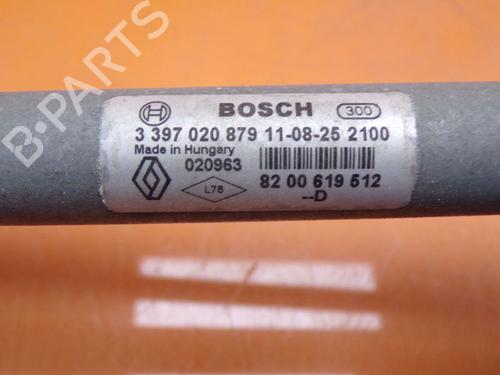 BOSCH 300
3 397 020 879 11-08-25 2100
Made in Hungary
020963
L78
82 00 619 512
--D
B-PARTS